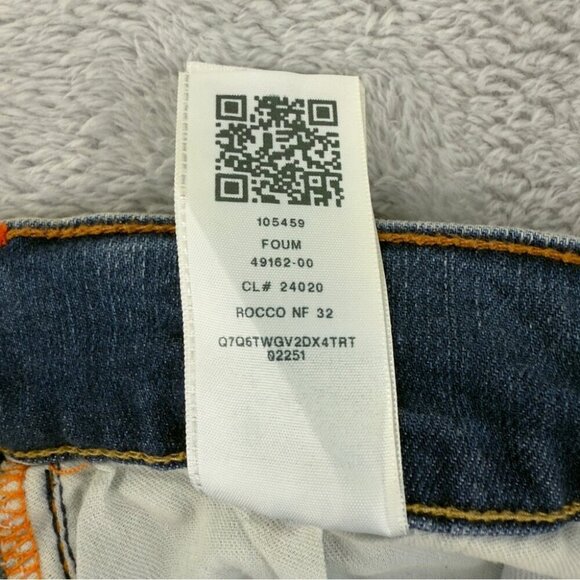 105459
FOUM
49162-00
CL# 24020
ROCCO NF 32
Q7Q6TWGV2DX4TRT
02251